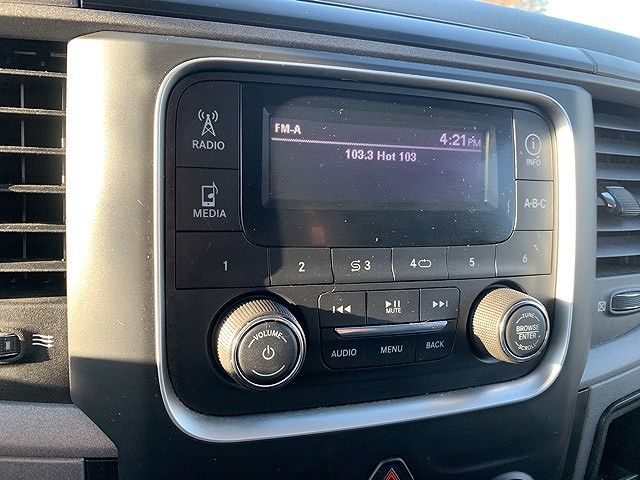 FM-A
4:21PM
103.3 Hot 103
RADIO
MEDIA
INFO
A-B-C
1
2
3
4
5
6
MUTE
AUDIO
MENU
BACK
VOLUME
TUNE
BROWSE
ENTER
SCROLL